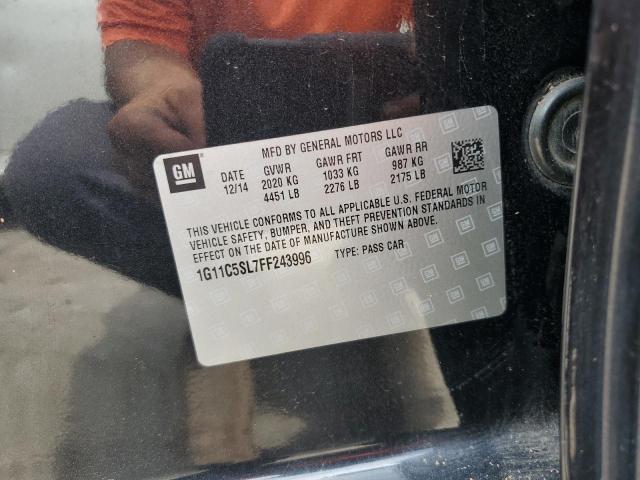 MFD BY GENERAL MOTORS LLC
GM DATE GVWR GAWR FRT GAWR RR
12/14 2020 KG 1033 KG 987 KG
4451 LB 2276 LB 2175 LB
THIS VEHICLE CONFORMS TO ALL APPLICABLE U.S. FEDERAL MOTOR
VEHICLE SAFETY, BUMPER, AND THEFT PREVENTION STANDARDS IN
EFFECT ON THE DATE OF MANUFACTURE SHOWN ABOVE.
1G11C5SL7FF243996 TYPE: PASS CAR